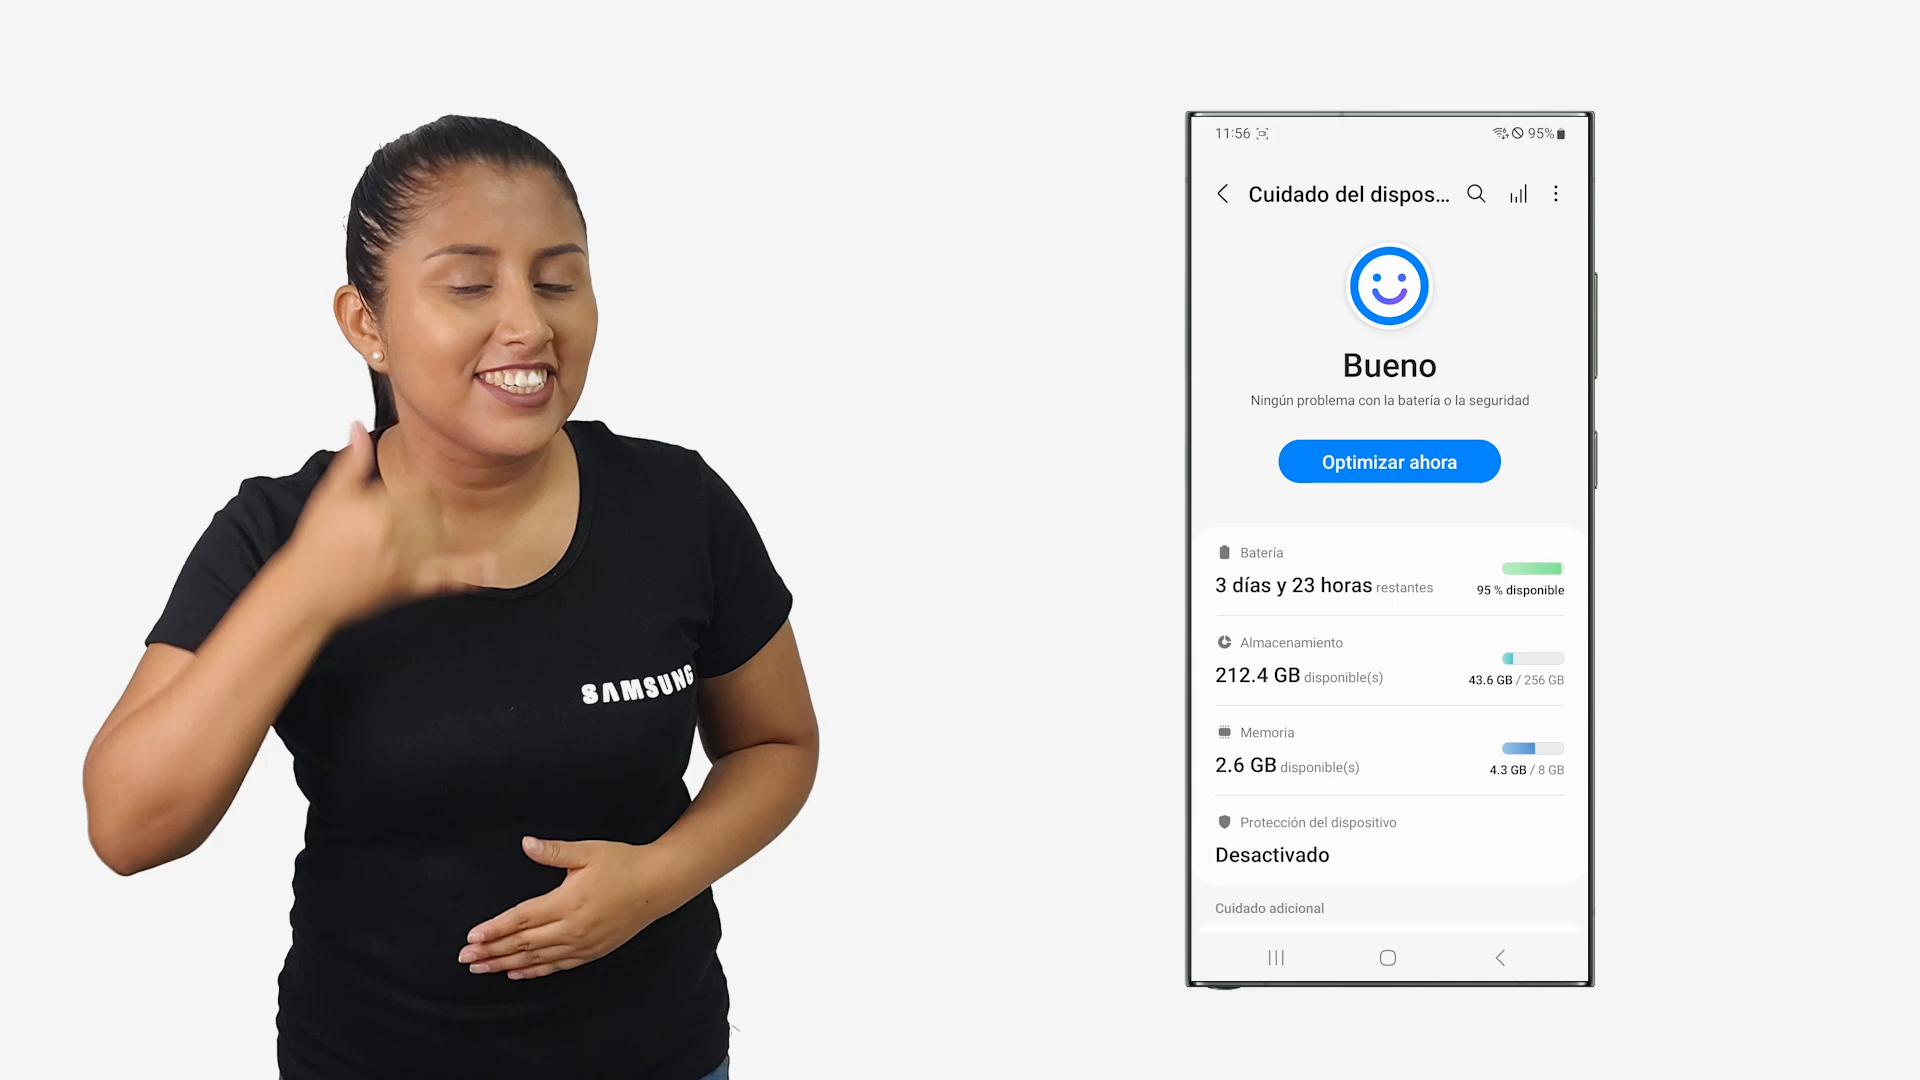 SAMSUNG
11:56
95%
Cuidado del dispos...
Bueno
Ningún problema con la batería o la seguridad
Optimizar ahora
Batería
3 días y 23 horas restantes
95 % disponible
Almacenamiento
212.4 GB disponible(s)
43.6 GB / 256 GB
Memoria
2.6 GB disponible(s)
4.3 GB / 8 GB
Protección del dispositivo
Desactivado
Cuidado adicional